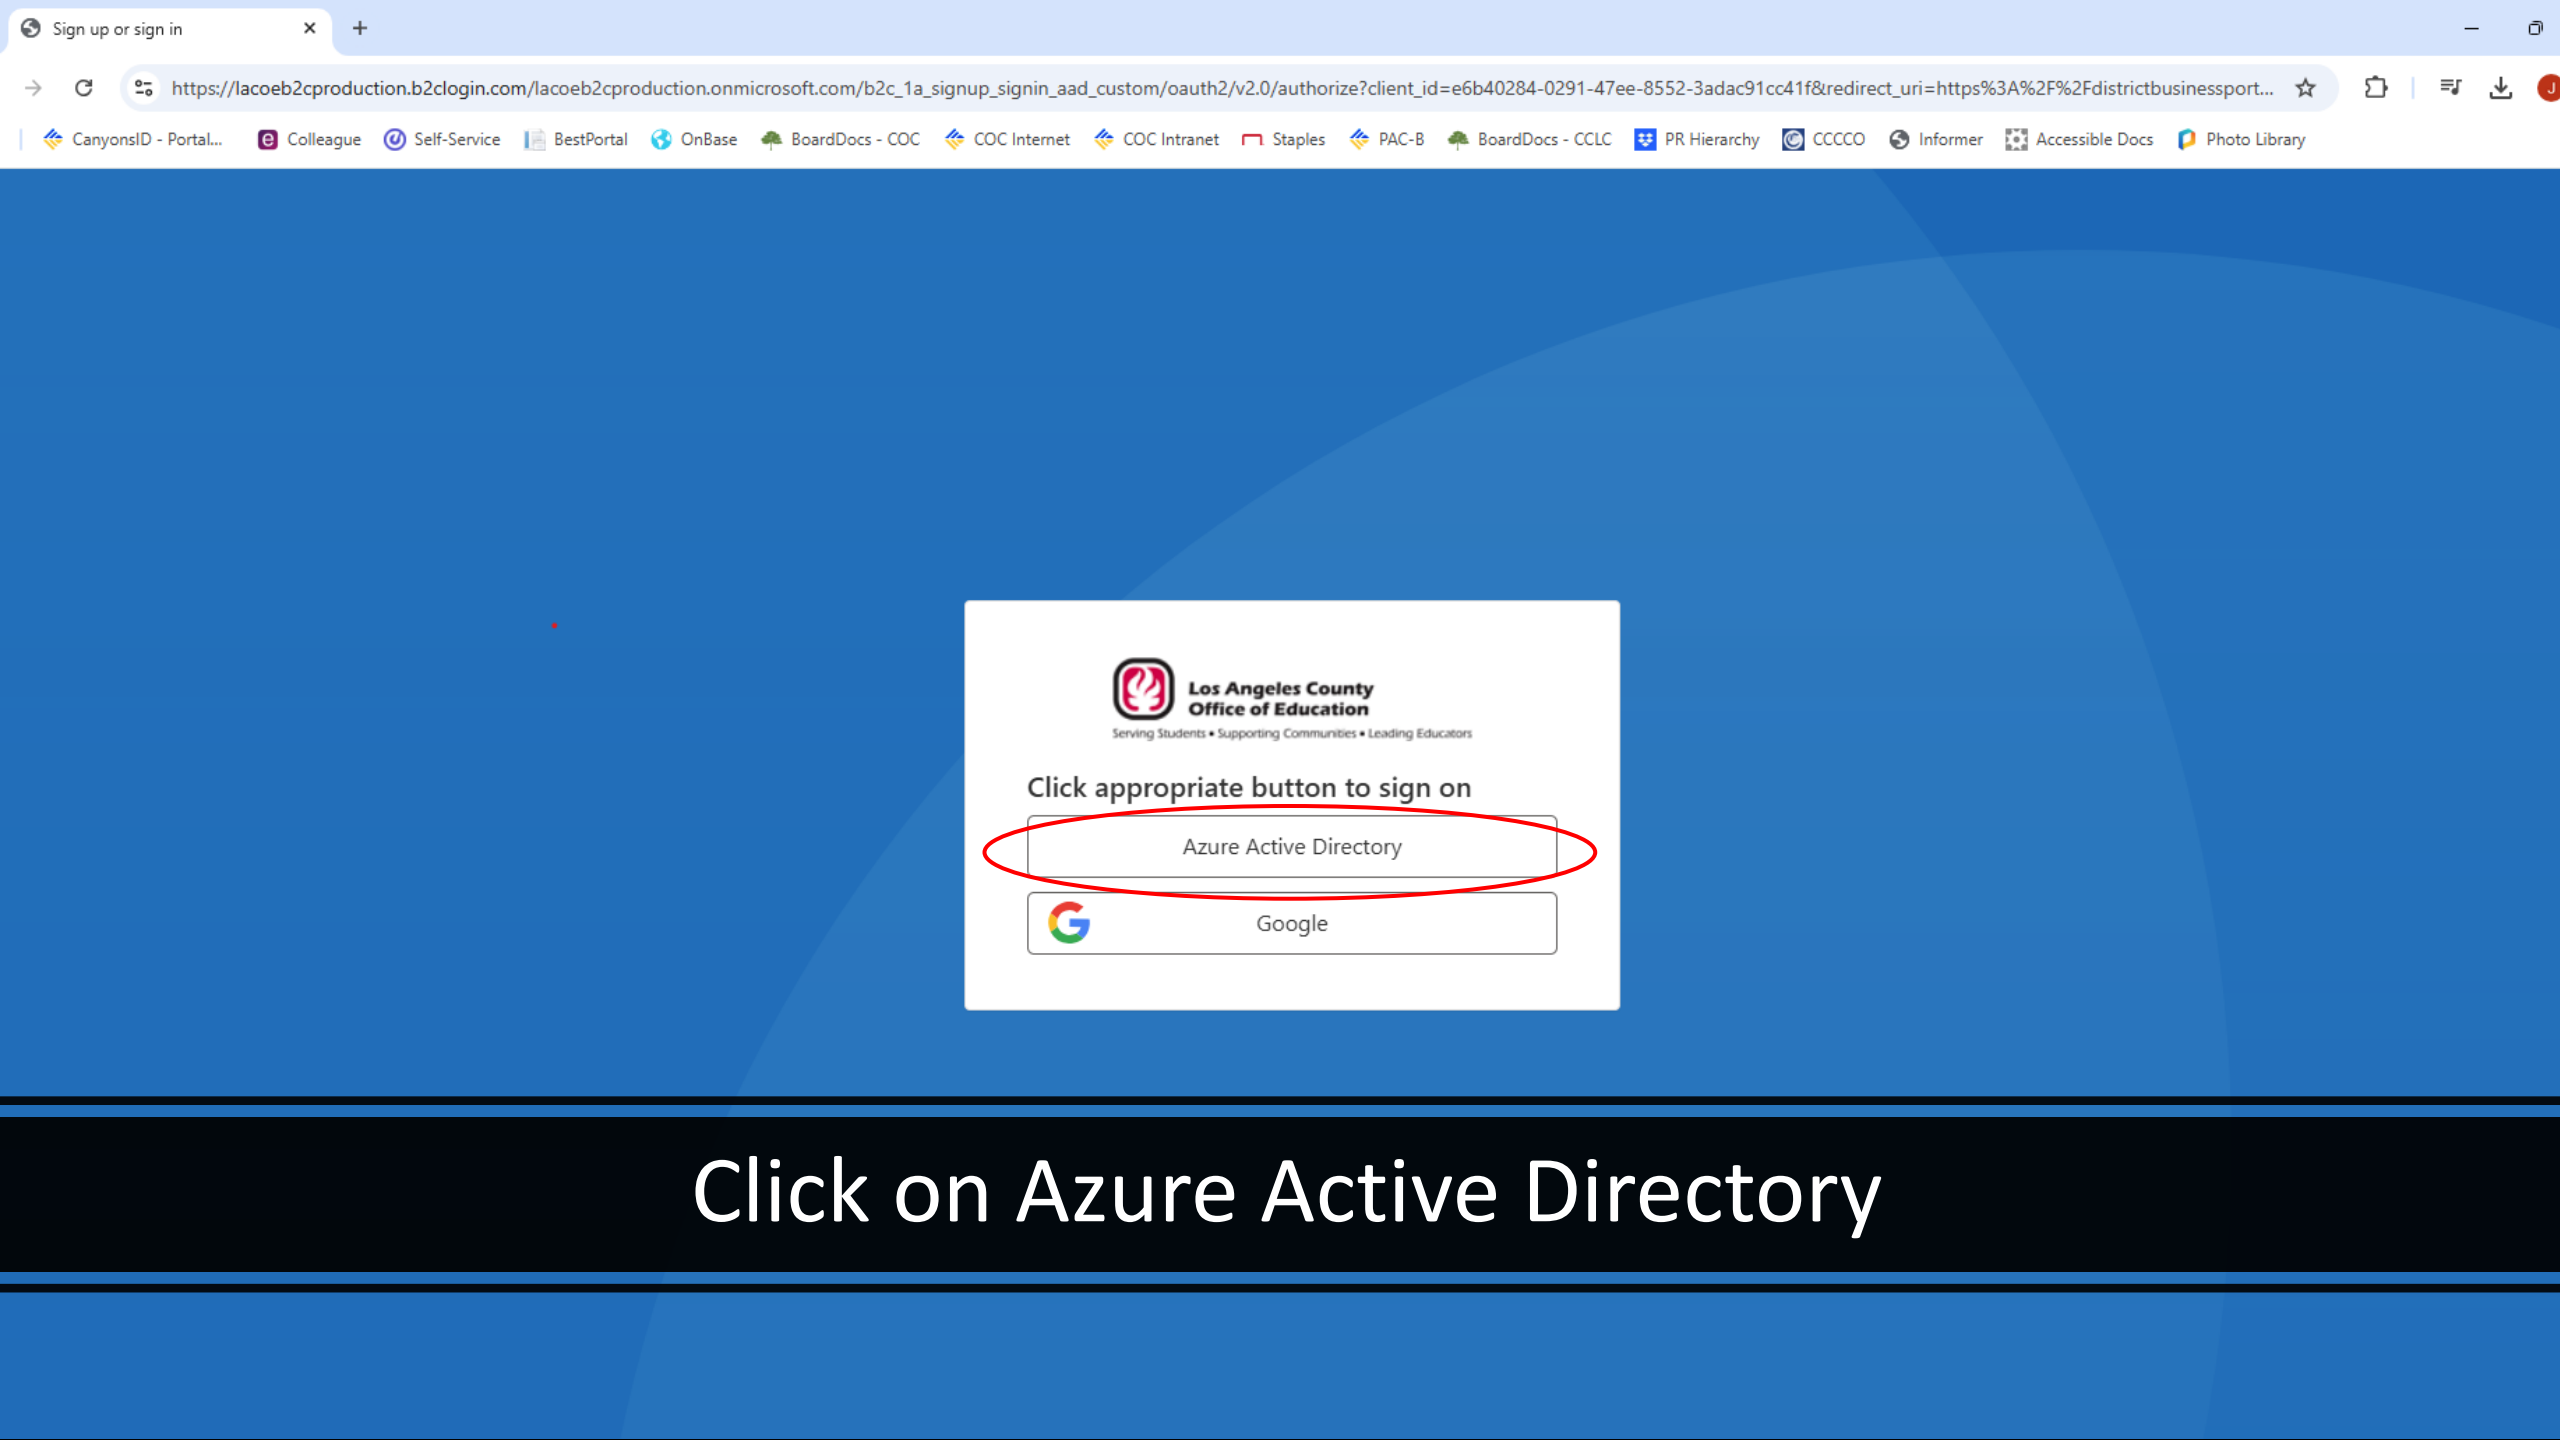 Sign up or sign in
https://lacoeb2cproduction.b2clogin.com/lacoeb2cproduction.onmicrosoft.com/b2c_1a_signup_signin_aad_custom/oauth2/v2.0/authorize?client_id=e6b40284-0291-47ee-8552-3adac91cc41f&redirect_uri=https%3A%2F%2Fdistrictbusinessport...
J
CanyonsID - Portal... Colleague Self-Service BestPortal OnBase BoardDocs - COC COC Internet COC Intranet Staples PAC-B BoardDocs - CCLC PR Hierarchy CCCCO Informer Accessible Docs Photo Library
Los Angeles County
Office of Education
Serving Students • Supporting Communities • Leading Educators
Click appropriate button to sign on
Azure Active Directory
Google
Click on Azure Active Directory